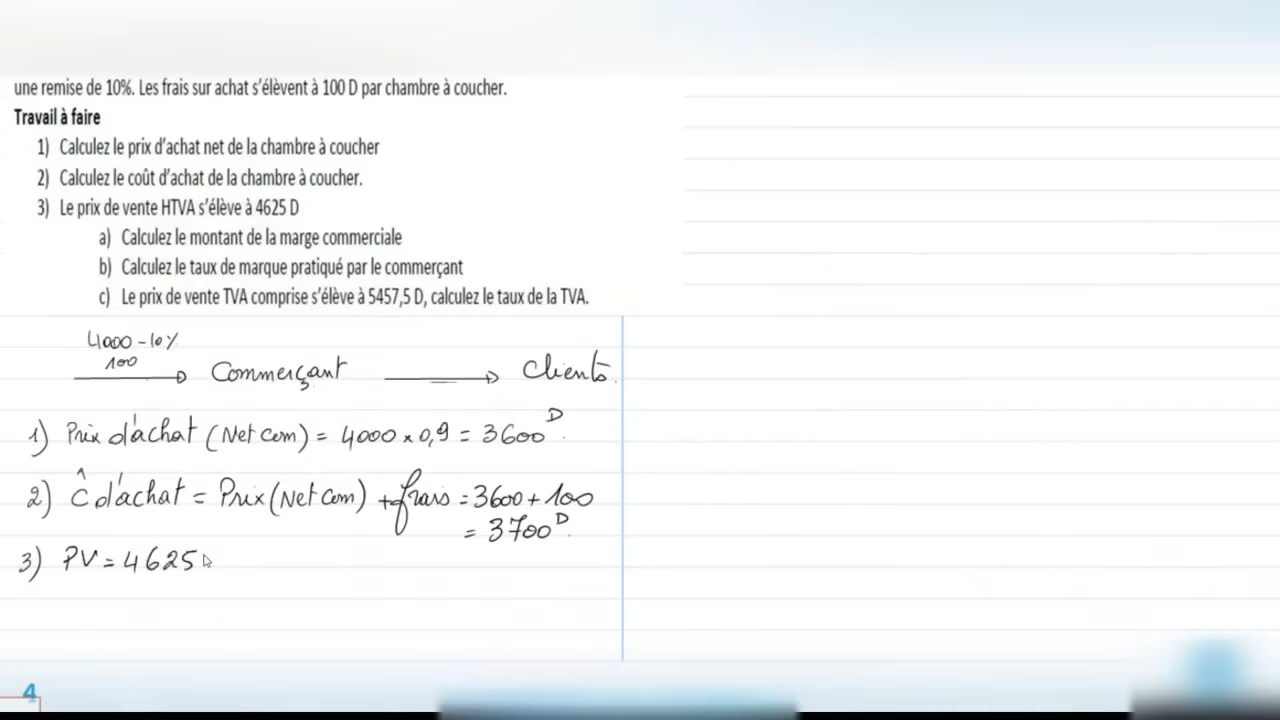 une remise de 10%. Les frais sur achat s'élèvent à 100 D par chambre à coucher.
Travail à faire
1) Calculez le prix d'achat net de la chambre à coucher
2) Calculez le coût d'achat de la chambre à coucher.
3) Le prix de vente HTVA s'élève à 4625 D
a) Calculez le montant de la marge commerciale
b) Calculez le taux de marque pratiqué par le commerçant
c) Le prix de vente TVA comprise s'élève à 5457,5 D, calculez le taux de la TVA.
4000 - 10%
100
Commerçant
Clients.
1) Prix d'achat (Net Com) = 4000 × 0,9 = 3600 D.
2) Ĉ d'achat = Prix (Net Com) + frais = 3600 + 100
= 3700 D.
3) PV = 4625
4